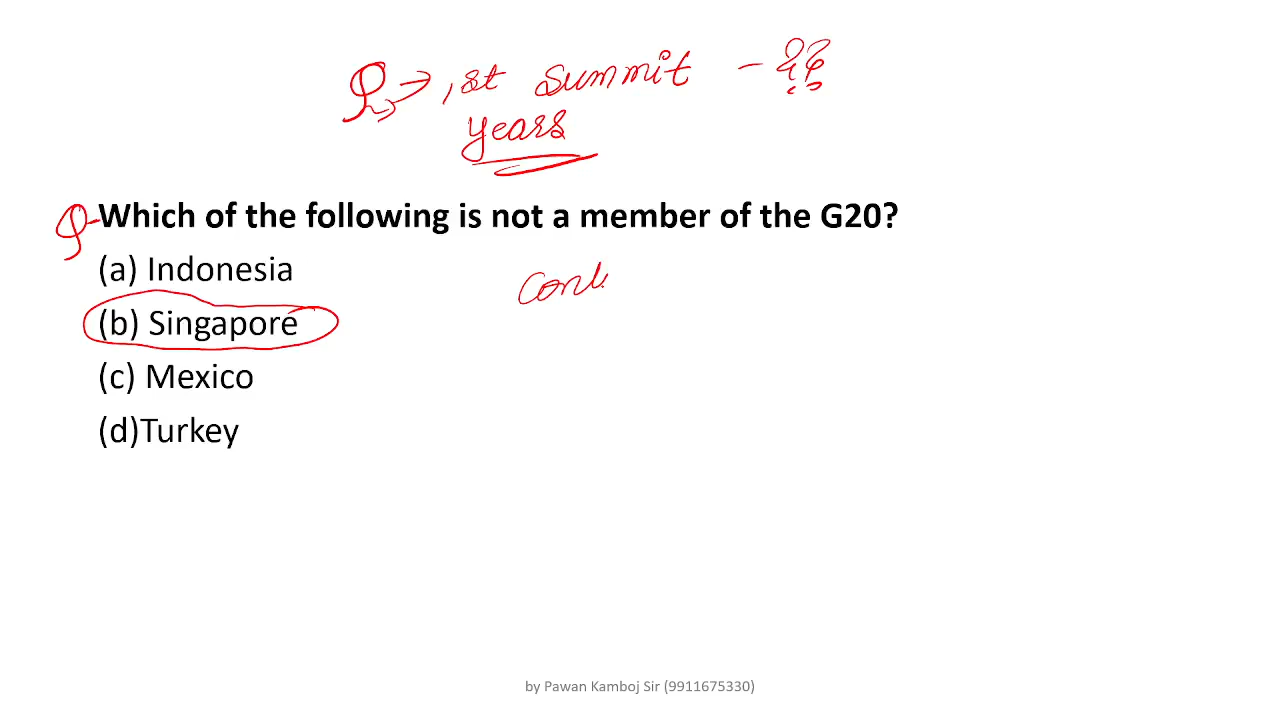 Q → 1st summit - ??
years
Q- Which of the following is not a member of the G20?
(a) Indonesia
(b) Singapore
(c) Mexico
(d)Turkey
by Pawan Kamboj Sir (9911675330)